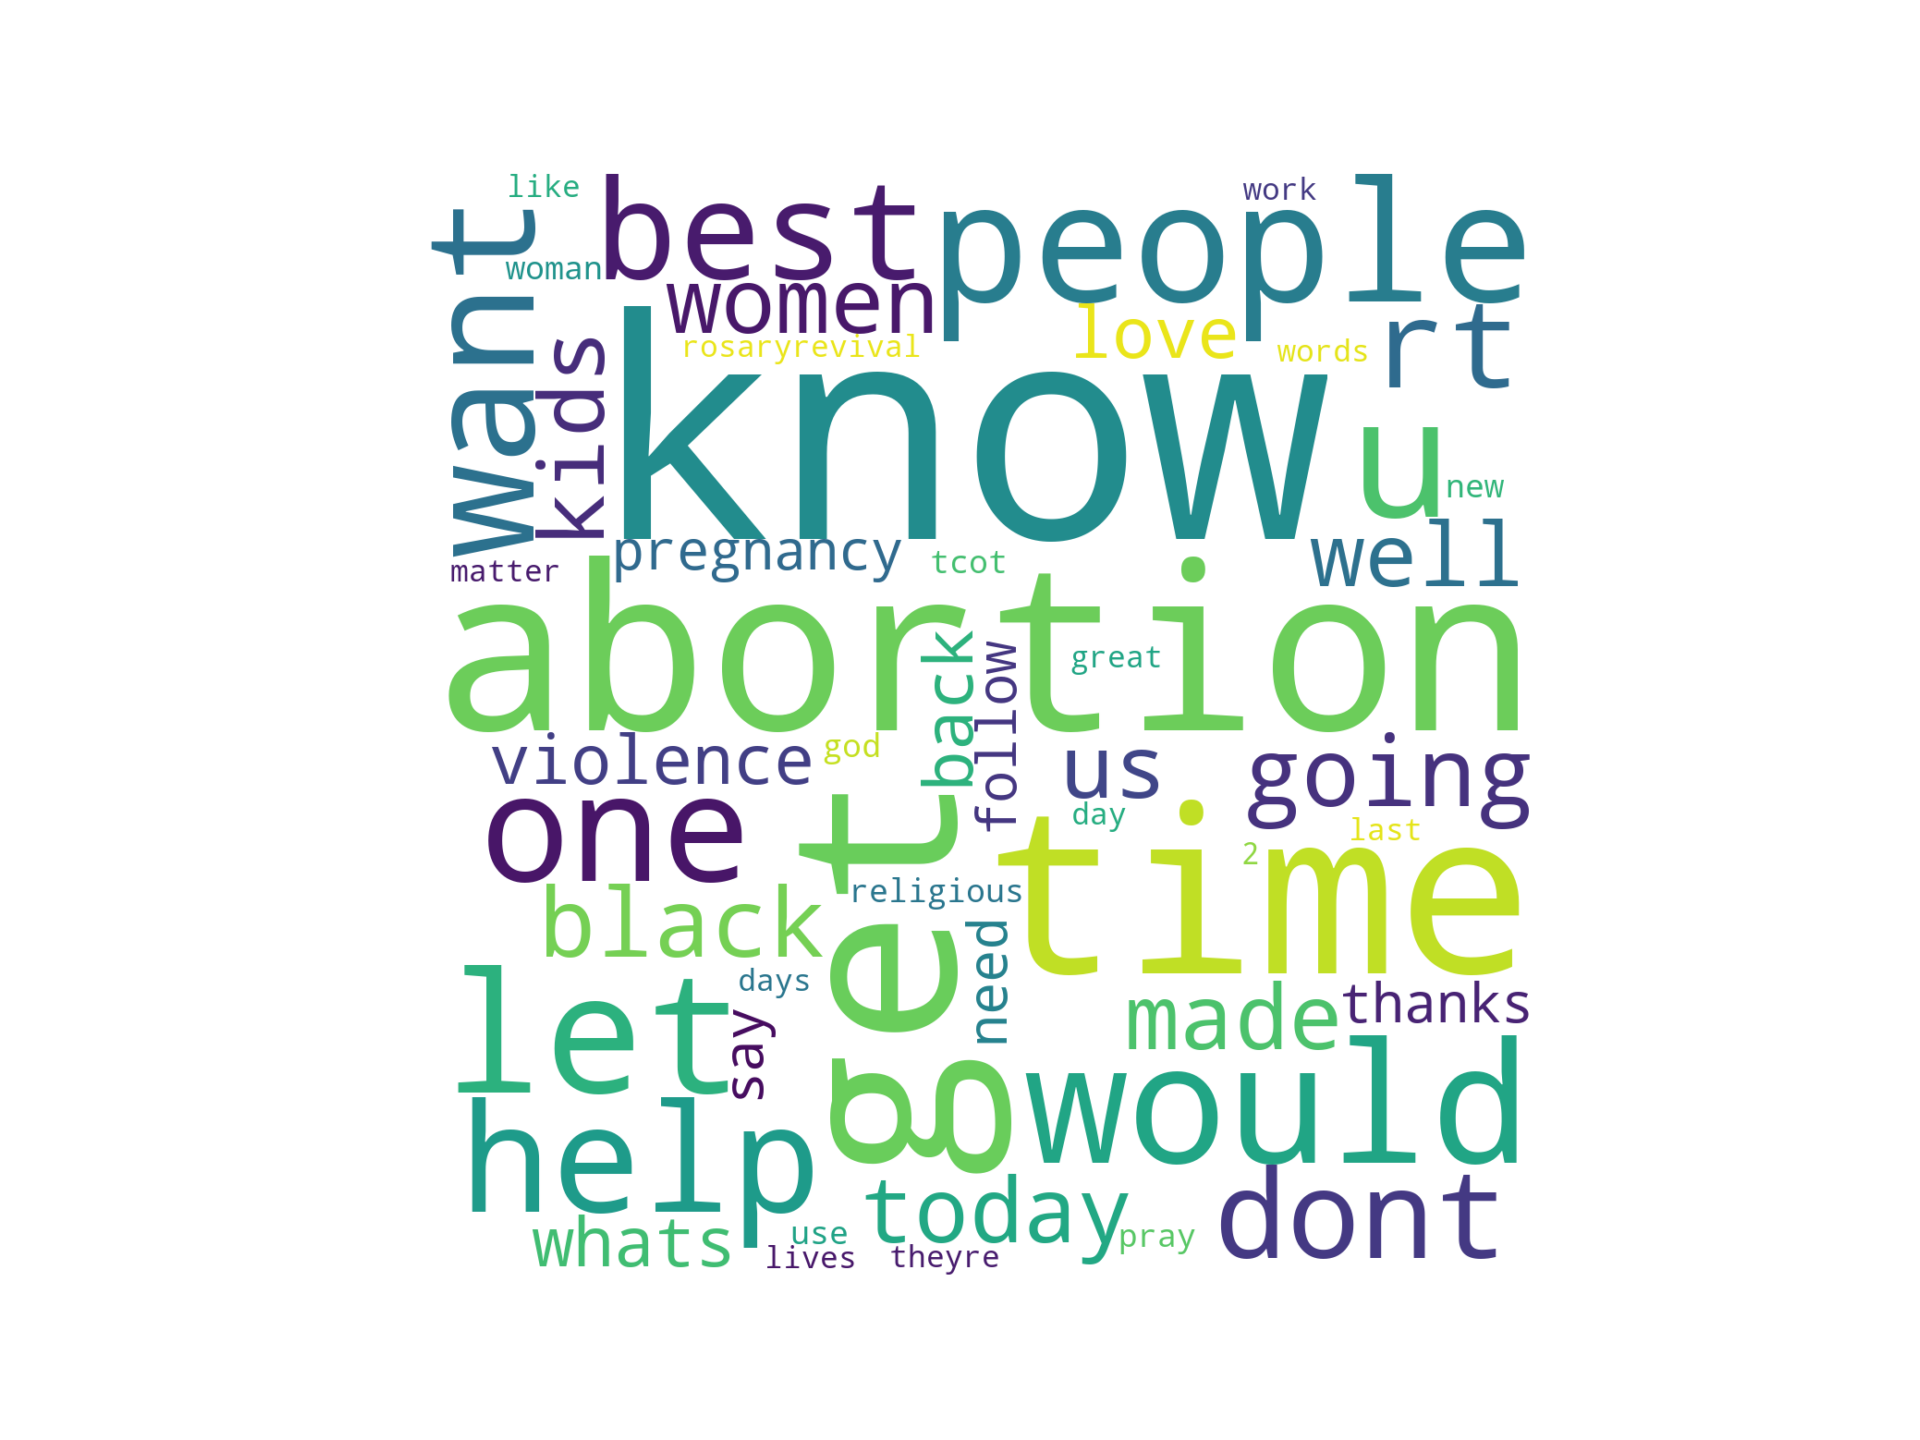 like
best
people
work
want
woman
women
love
rt
rosaryrevival
words
kids
know
u
new
pregnancy
tcot
well
matter
abortion
back
follow
great
violence
god
us
going
one
get
day
last
2
time
black
religious
need
let
days
say
made
thanks
would
help
today
dont
whats
use
pray
lives
theyre